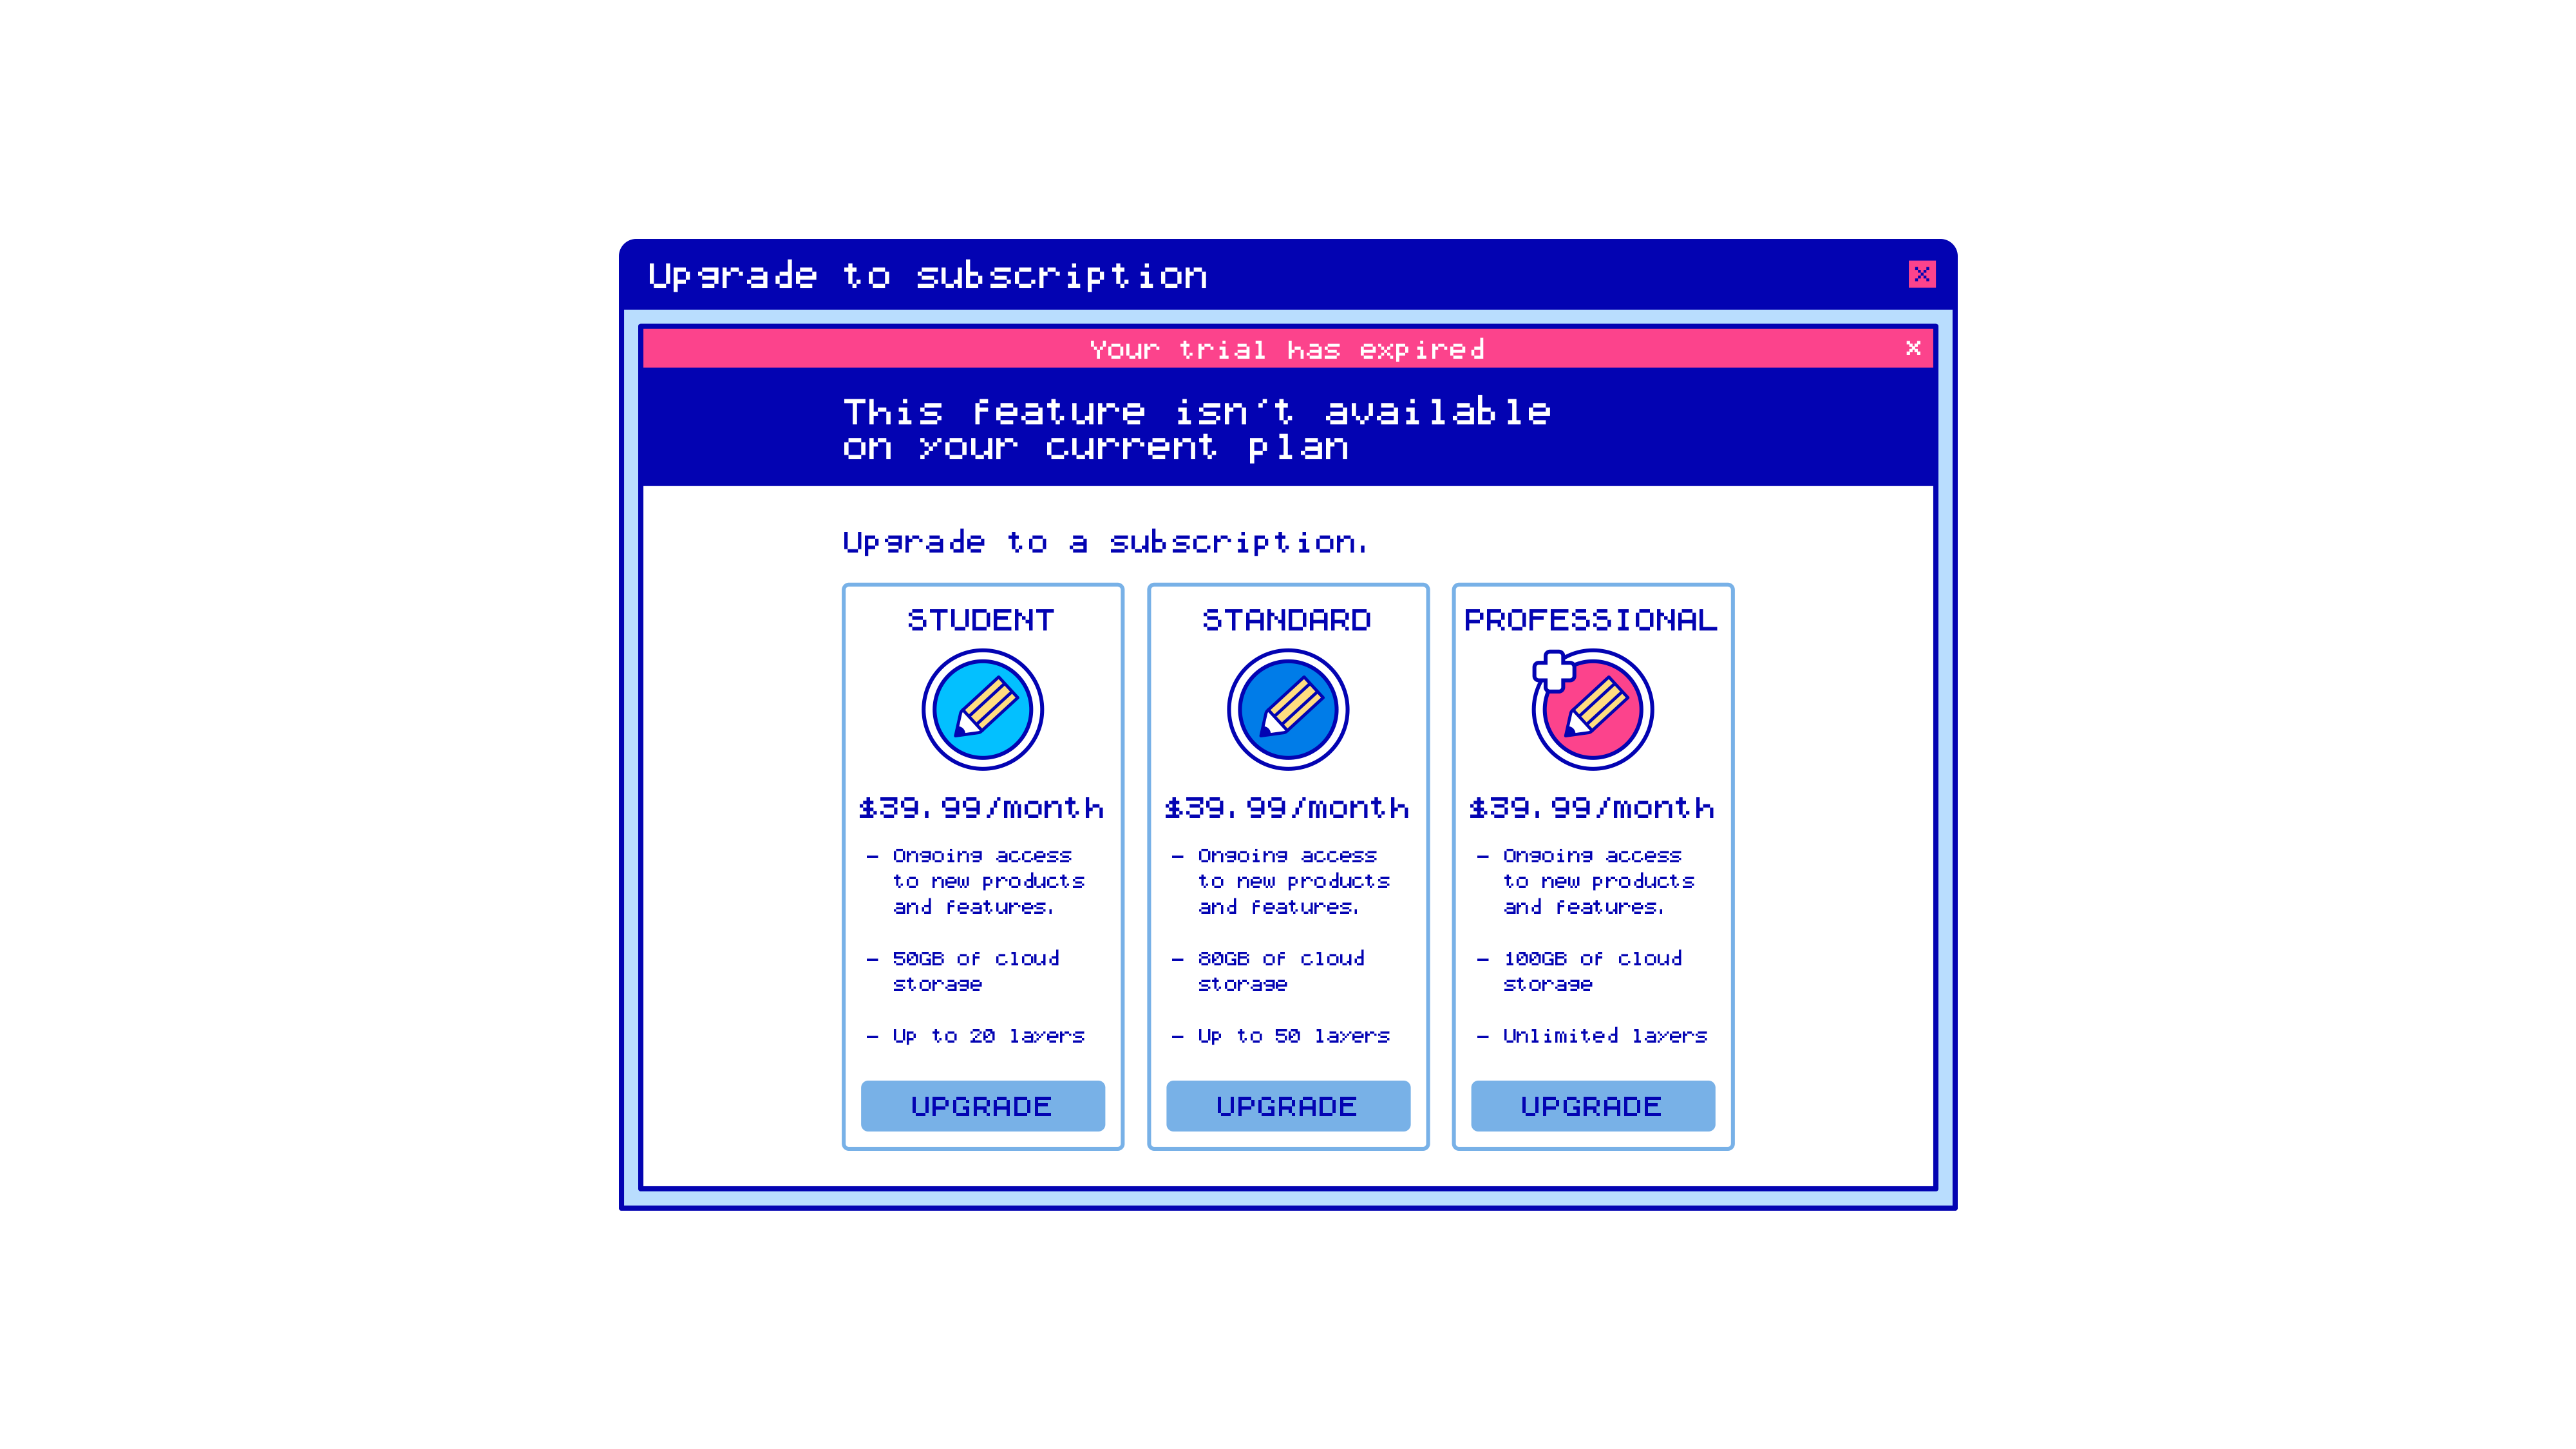 Upgrade to subscription
x
Your trial has expired
x
This feature isn't available
on your current plan
Upgrade to a subscription.
STUDENT
$39.99/month
- Ongoing access
to new products
and features.
- 50GB of cloud
storage
- Up to 20 layers
UPGRADE
STANDARD
$39.99/month
- Ongoing access
to new products
and features.
- 80GB of cloud
storage
- Up to 50 layers
UPGRADE
PROFESSIONAL
$39.99/month
- Ongoing access
to new products
and features.
- 100GB of cloud
storage
- Unlimited layers
UPGRADE